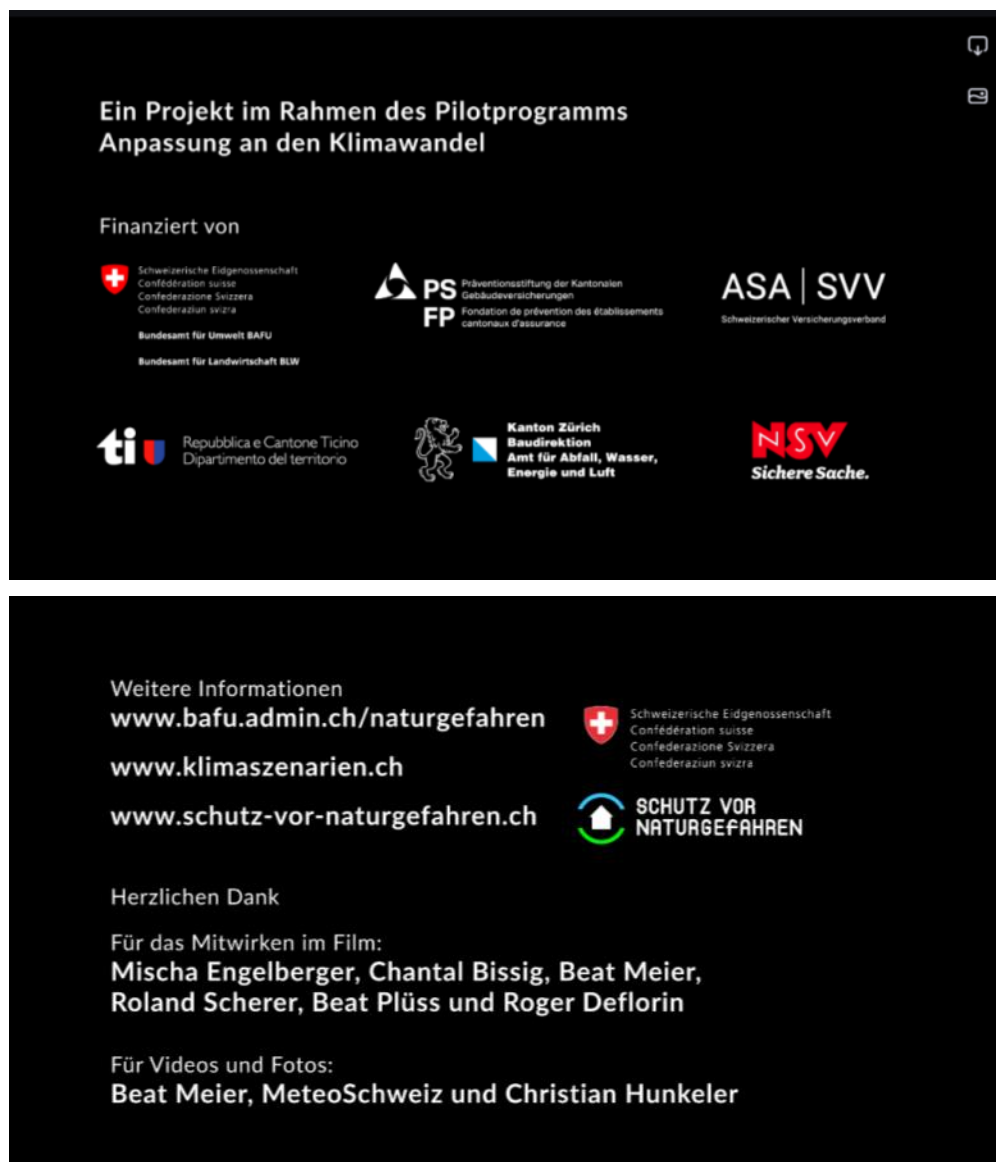 Ein Projekt im Rahmen des Pilotprogramms
Anpassung an den Klimawandel
Finanziert von
Schweizerische Eidgenossenschaft
Confédération suisse
Confederazione Svizzera
Confederaziun svizra
Bundesamt für Umwelt BAFU
Bundesamt für Landwirtschaft BLW
PS
FP
Präventionsstiftung der Kantonalen
Gebäudeversicherungen
Fondation de prévention des établissements
cantonaux d'assurance
ASA | SVV
Schweizerischer Versicherungsverband
ti
Repubblica e Cantone Ticino
Dipartimento del territorio
Kanton Zürich
Baudirektion
Amt für Abfall, Wasser,
Energie und Luft
NSV
Sichere Sache.
Weitere Informationen
www.bafu.admin.ch/naturgefahren
www.klimaszenarien.ch
www.schutz-vor-naturgefahren.ch
Schweizerische Eidgenossenschaft
Confédération suisse
Confederazione Svizzera
Confederaziun svizra
SCHUTZ VOR
NATURGEFAHREN
Herzlichen Dank
Für das Mitwirken im Film:
Mischa Engelberger, Chantal Bissig, Beat Meier,
Roland Scherer, Beat Plüss und Roger Deflorin
Für Videos und Fotos:
Beat Meier, MeteoSchweiz und Christian Hunkeler